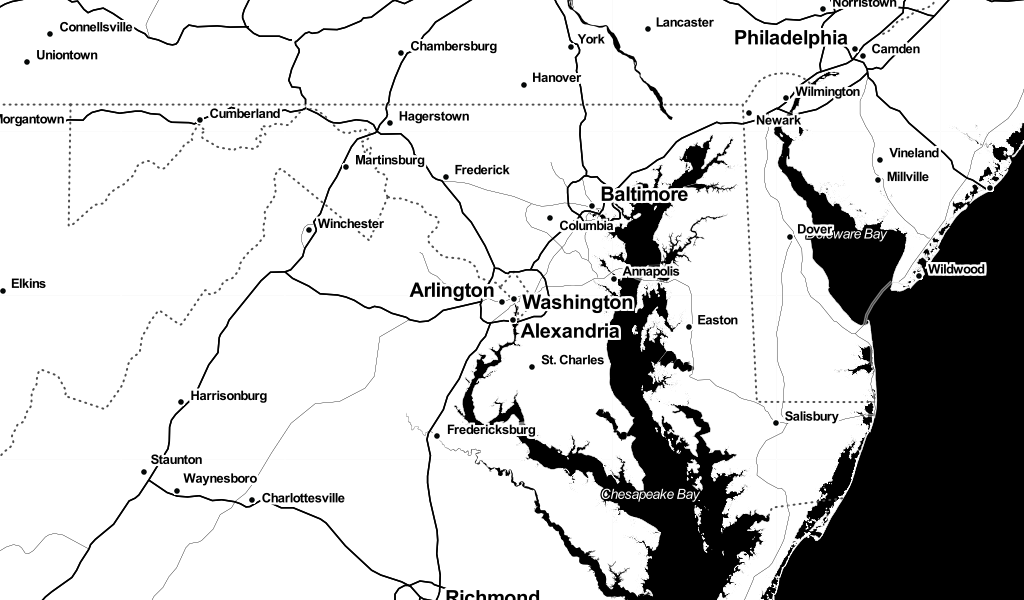 Norristown
Lancaster
Connellsville
Philadelphia
York
Chambersburg
Camden
Uniontown
Hanover
Wilmington
Cumberland
Hagerstown
Morgantown
Newark
Vineland
Martinsburg
Frederick
Millville
Baltimore
Winchester
Columbia
Dover
Delaware Bay
Annapolis
Wildwood
Elkins
Arlington
Washington
Easton
Alexandria
St. Charles
Harrisonburg
Salisbury
Fredericksburg
Staunton
Waynesboro
Chesapeake Bay
Charlottesville
Richmond